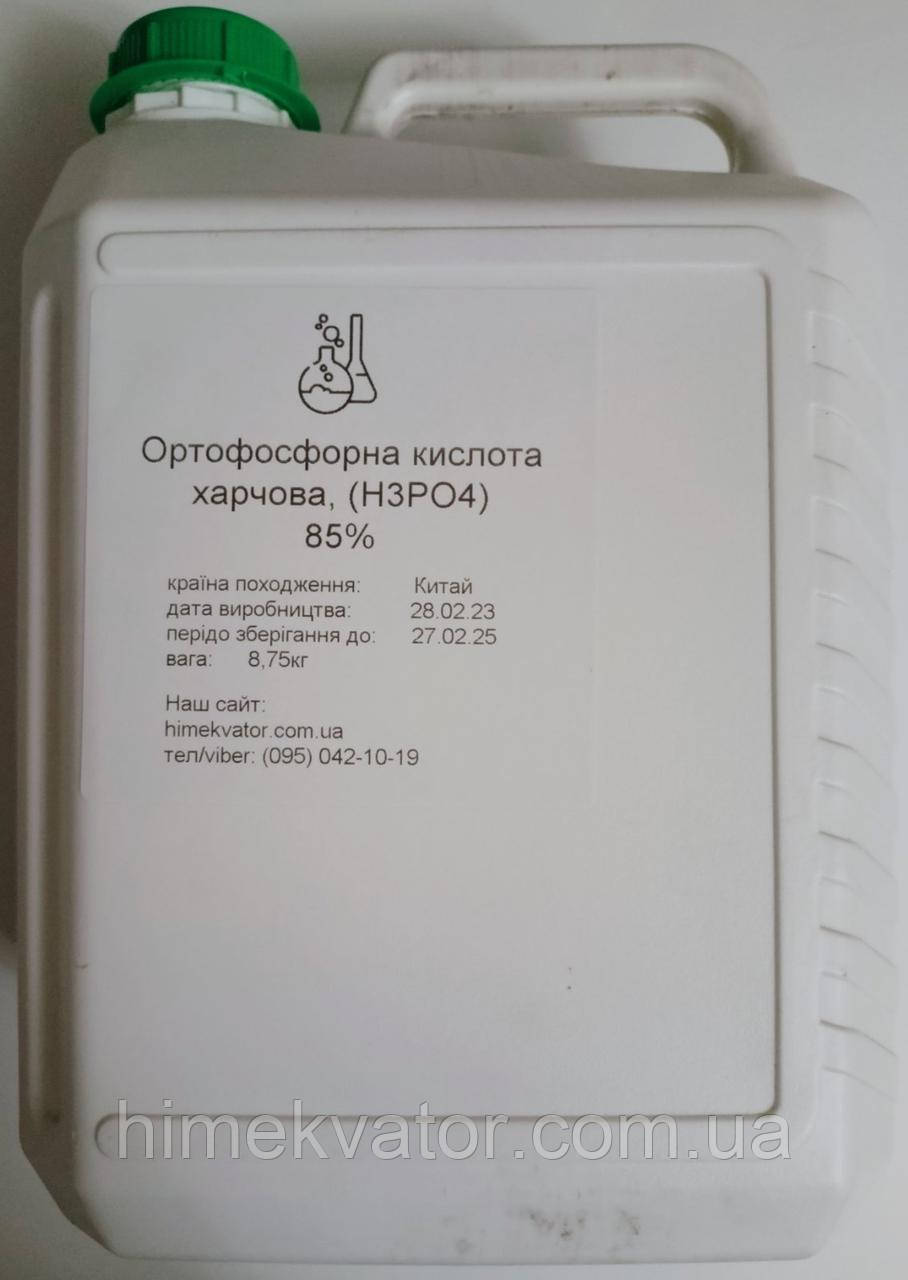 Ортофосфорна кислота
харчова, (H3PO4)
85%
країна походження: Китай
дата виробництва: 28.02.23
перідо зберігання до: 27.02.25
вага: 8,75кг
Наш сайт:
himekvator.com.ua
тел/viber: (095) 042-10-19
himekvator.com.ua